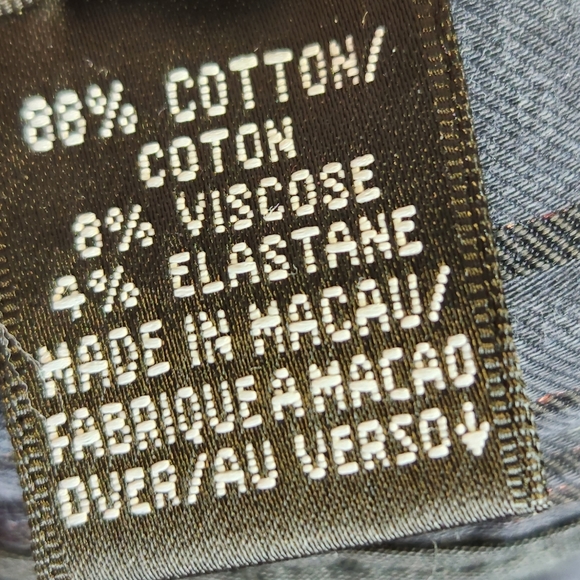 88% COTTON/
COTON
8% VISCOSE
4% ELASTANE
MADE IN MACAU/
FABRIQUE A MACAO
OVER/AU VERSO↓